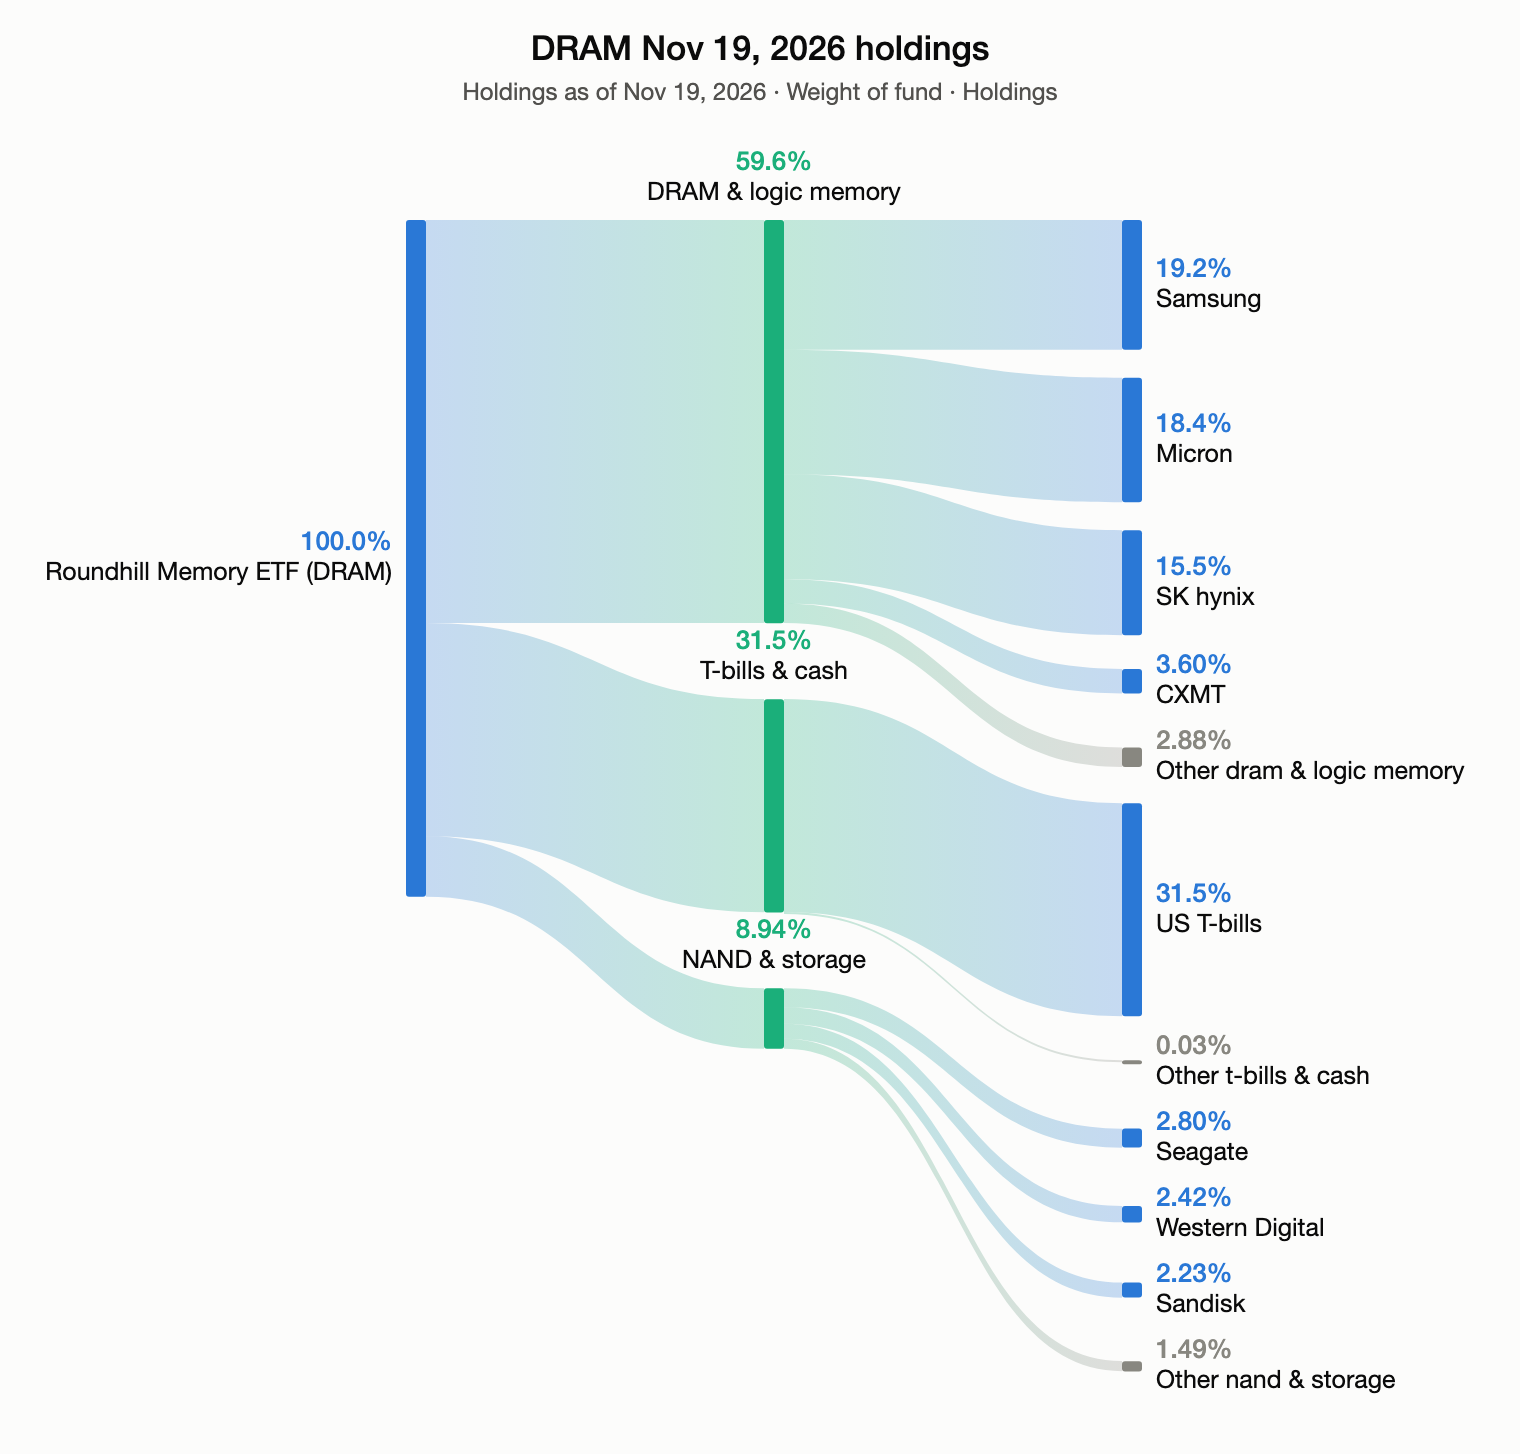 DRAM Nov 19, 2026 holdings
Holdings as of Nov 19, 2026 · Weight of fund · Holdings
100.0%
Roundhill Memory ETF (DRAM)
59.6%
DRAM & logic memory
31.5%
T-bills & cash
8.94%
NAND & storage
19.2%
Samsung
18.4%
Micron
15.5%
SK hynix
3.60%
CXMT
2.88%
Other dram & logic memory
31.5%
US T-bills
0.03%
Other t-bills & cash
2.80%
Seagate
2.42%
Western Digital
2.23%
Sandisk
1.49%
Other nand & storage